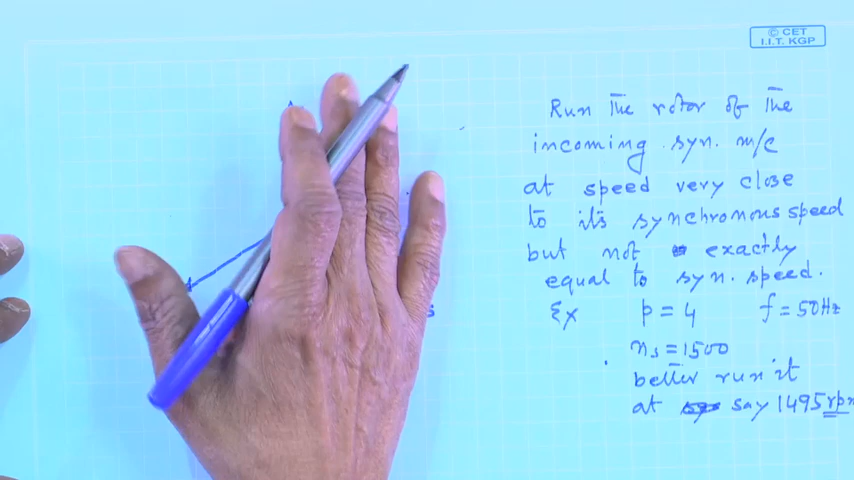 © CET
I.I.T. KGP
Run the rotor of the
incoming syn. m/c
at speed very close
to its synchronous speed
but not exactly
equal to syn. speed.
Ex p = 4 f = 50Hz
ns = 1500
better run it
at say 1495 rpm
s